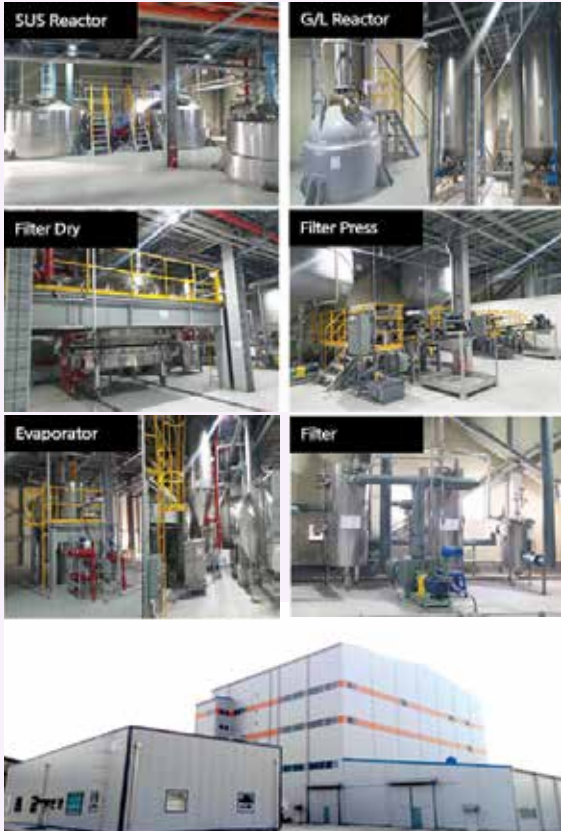 SUS Reactor
G/L Reactor
Filter Dry
Filter Press
Evaporator
Filter